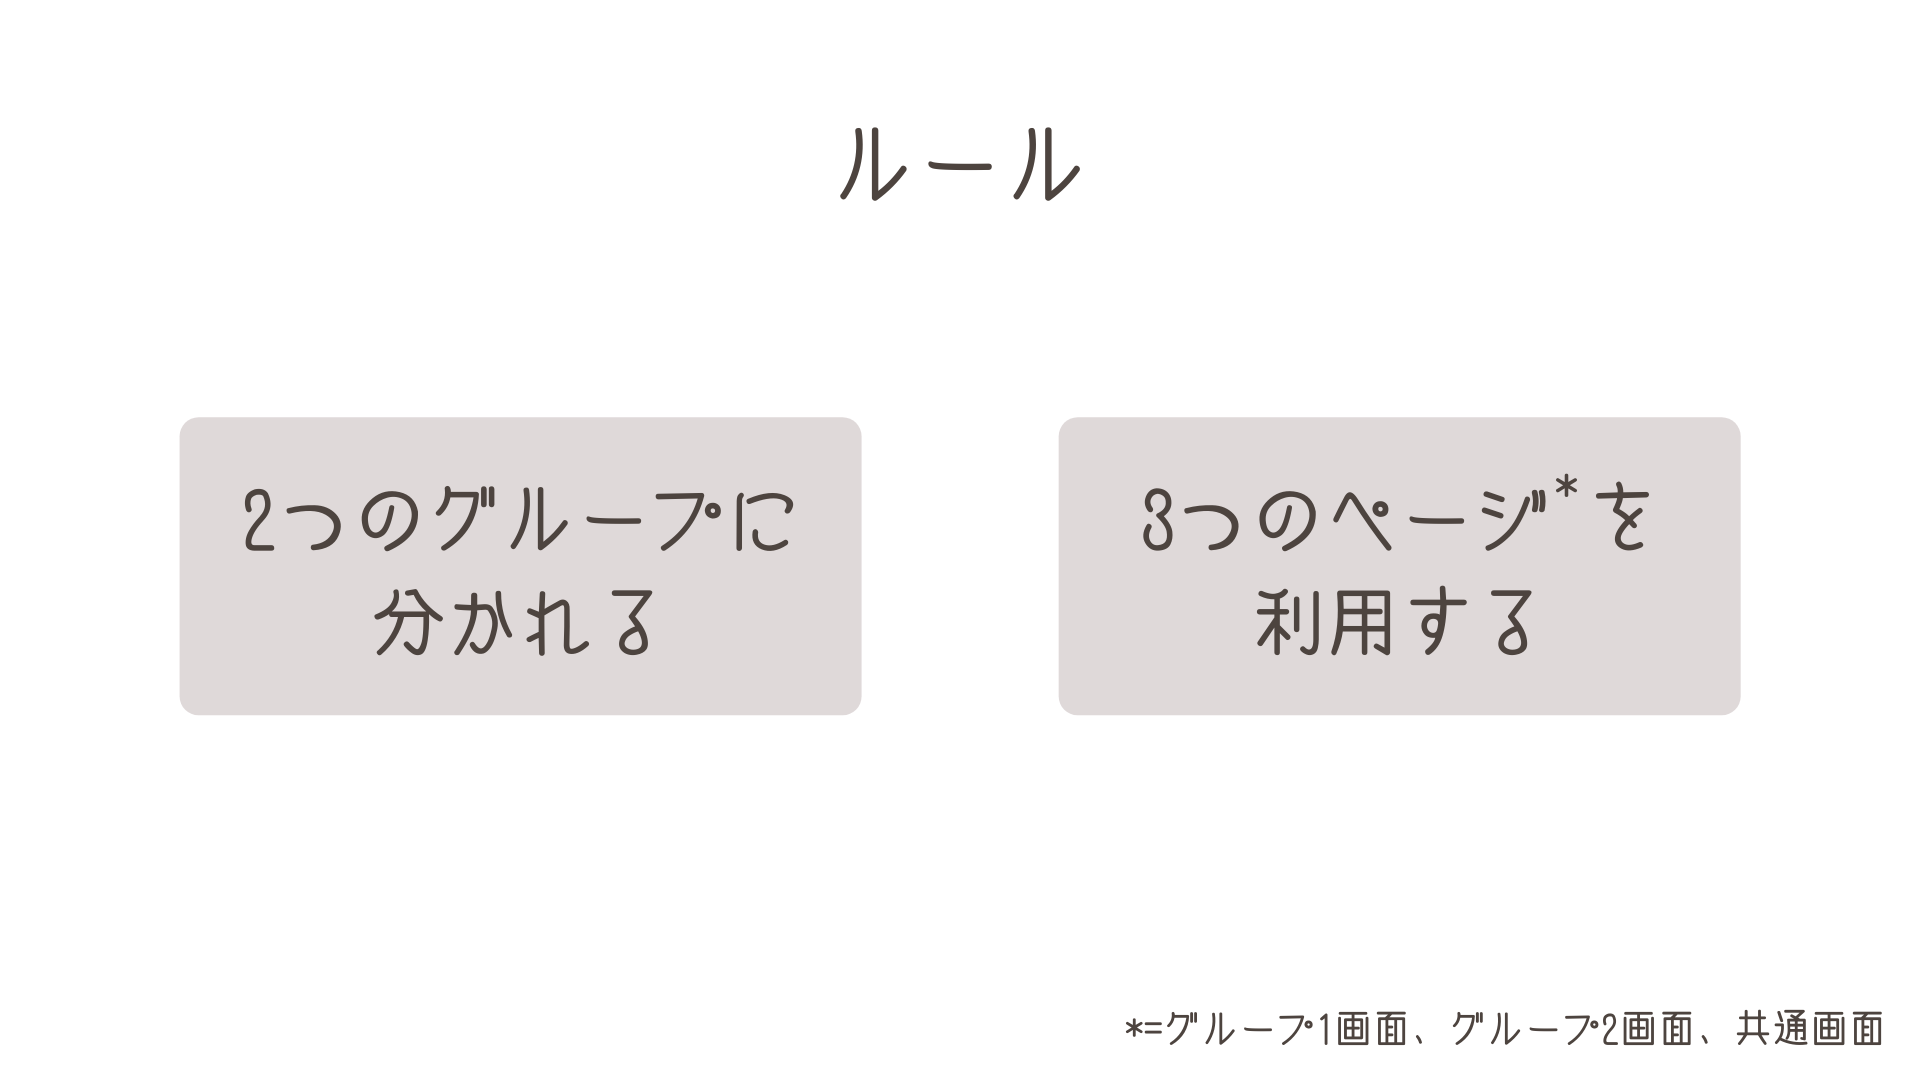 ルール
2つのグループに
分かれる
3つのページ*を
利用する
*=グループ1画面、グループ2画面、共通画面